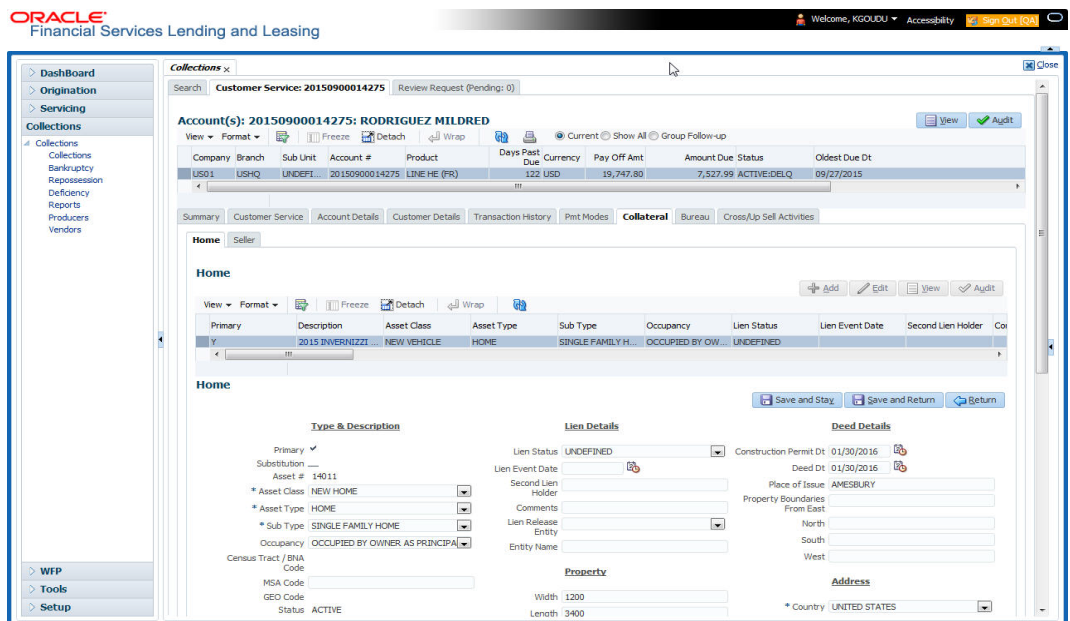 ORACLE
Financial Services Lending and Leasing
Welcome, KGOUDU Accessibility Sign Out [QA]
Close
DashBoard
Origination
Servicing
Collections
Collections
Collections
Bankruptcy
Repossession
Deficiency
Reports
Producers
Vendors
WFP
Tools
Setup
Collections x
Search Customer Service: 20150900014275 Review Request (Pending: 0)
Account(s): 20150900014275: RODRIGUEZ MILDRED
View Audit
View Format Freeze Detach Wrap Current Show All Group Follow-up
Company Branch Sub Unit Account # Product Days Past Due Currency Pay Off Amt Amount Due Status Oldest Due Dt
US01 USHQ UNDEFI... 20150900014275 LINE HE (FR) 122 USD 19,747.80 7,527.99 ACTIVE:DELQ 09/27/2015
Summary Customer Service Account Details Customer Details Transaction History Pmt Modes Collateral Bureau Cross/Up Sell Activities
Home Seller
Home
Add Edit View Audit
View Format Freeze Detach Wrap
Primary Description Asset Class Asset Type Sub Type Occupancy Lien Status Lien Event Date Second Lien Holder Cor
Y 2015 INVERNIZZI ... NEW VEHICLE HOME SINGLE FAMILY H... OCCUPIED BY OW... UNDEFINED
Home
Save and Stay Save and Return Return
Type & Description
Primary
Substitution
Asset # 14011
* Asset Class NEW HOME
* Asset Type HOME
* Sub Type SINGLE FAMILY HOME
Occupancy OCCUPIED BY OWNER AS PRINCIPA
Census Tract / BNA
Code
MSA Code
GEO Code
Status ACTIVE
Lien Details
Lien Status UNDEFINED
Lien Event Date
Second Lien
Holder
Comments
Lien Release
Entity
Entity Name
Property
Width 1200
Length 3400
Deed Details
Construction Permit Dt 01/30/2016
Deed Dt 01/30/2016
Place of Issue AMESBURY
Property Boundaries
From East
North
South
West
Address
* Country UNITED STATES